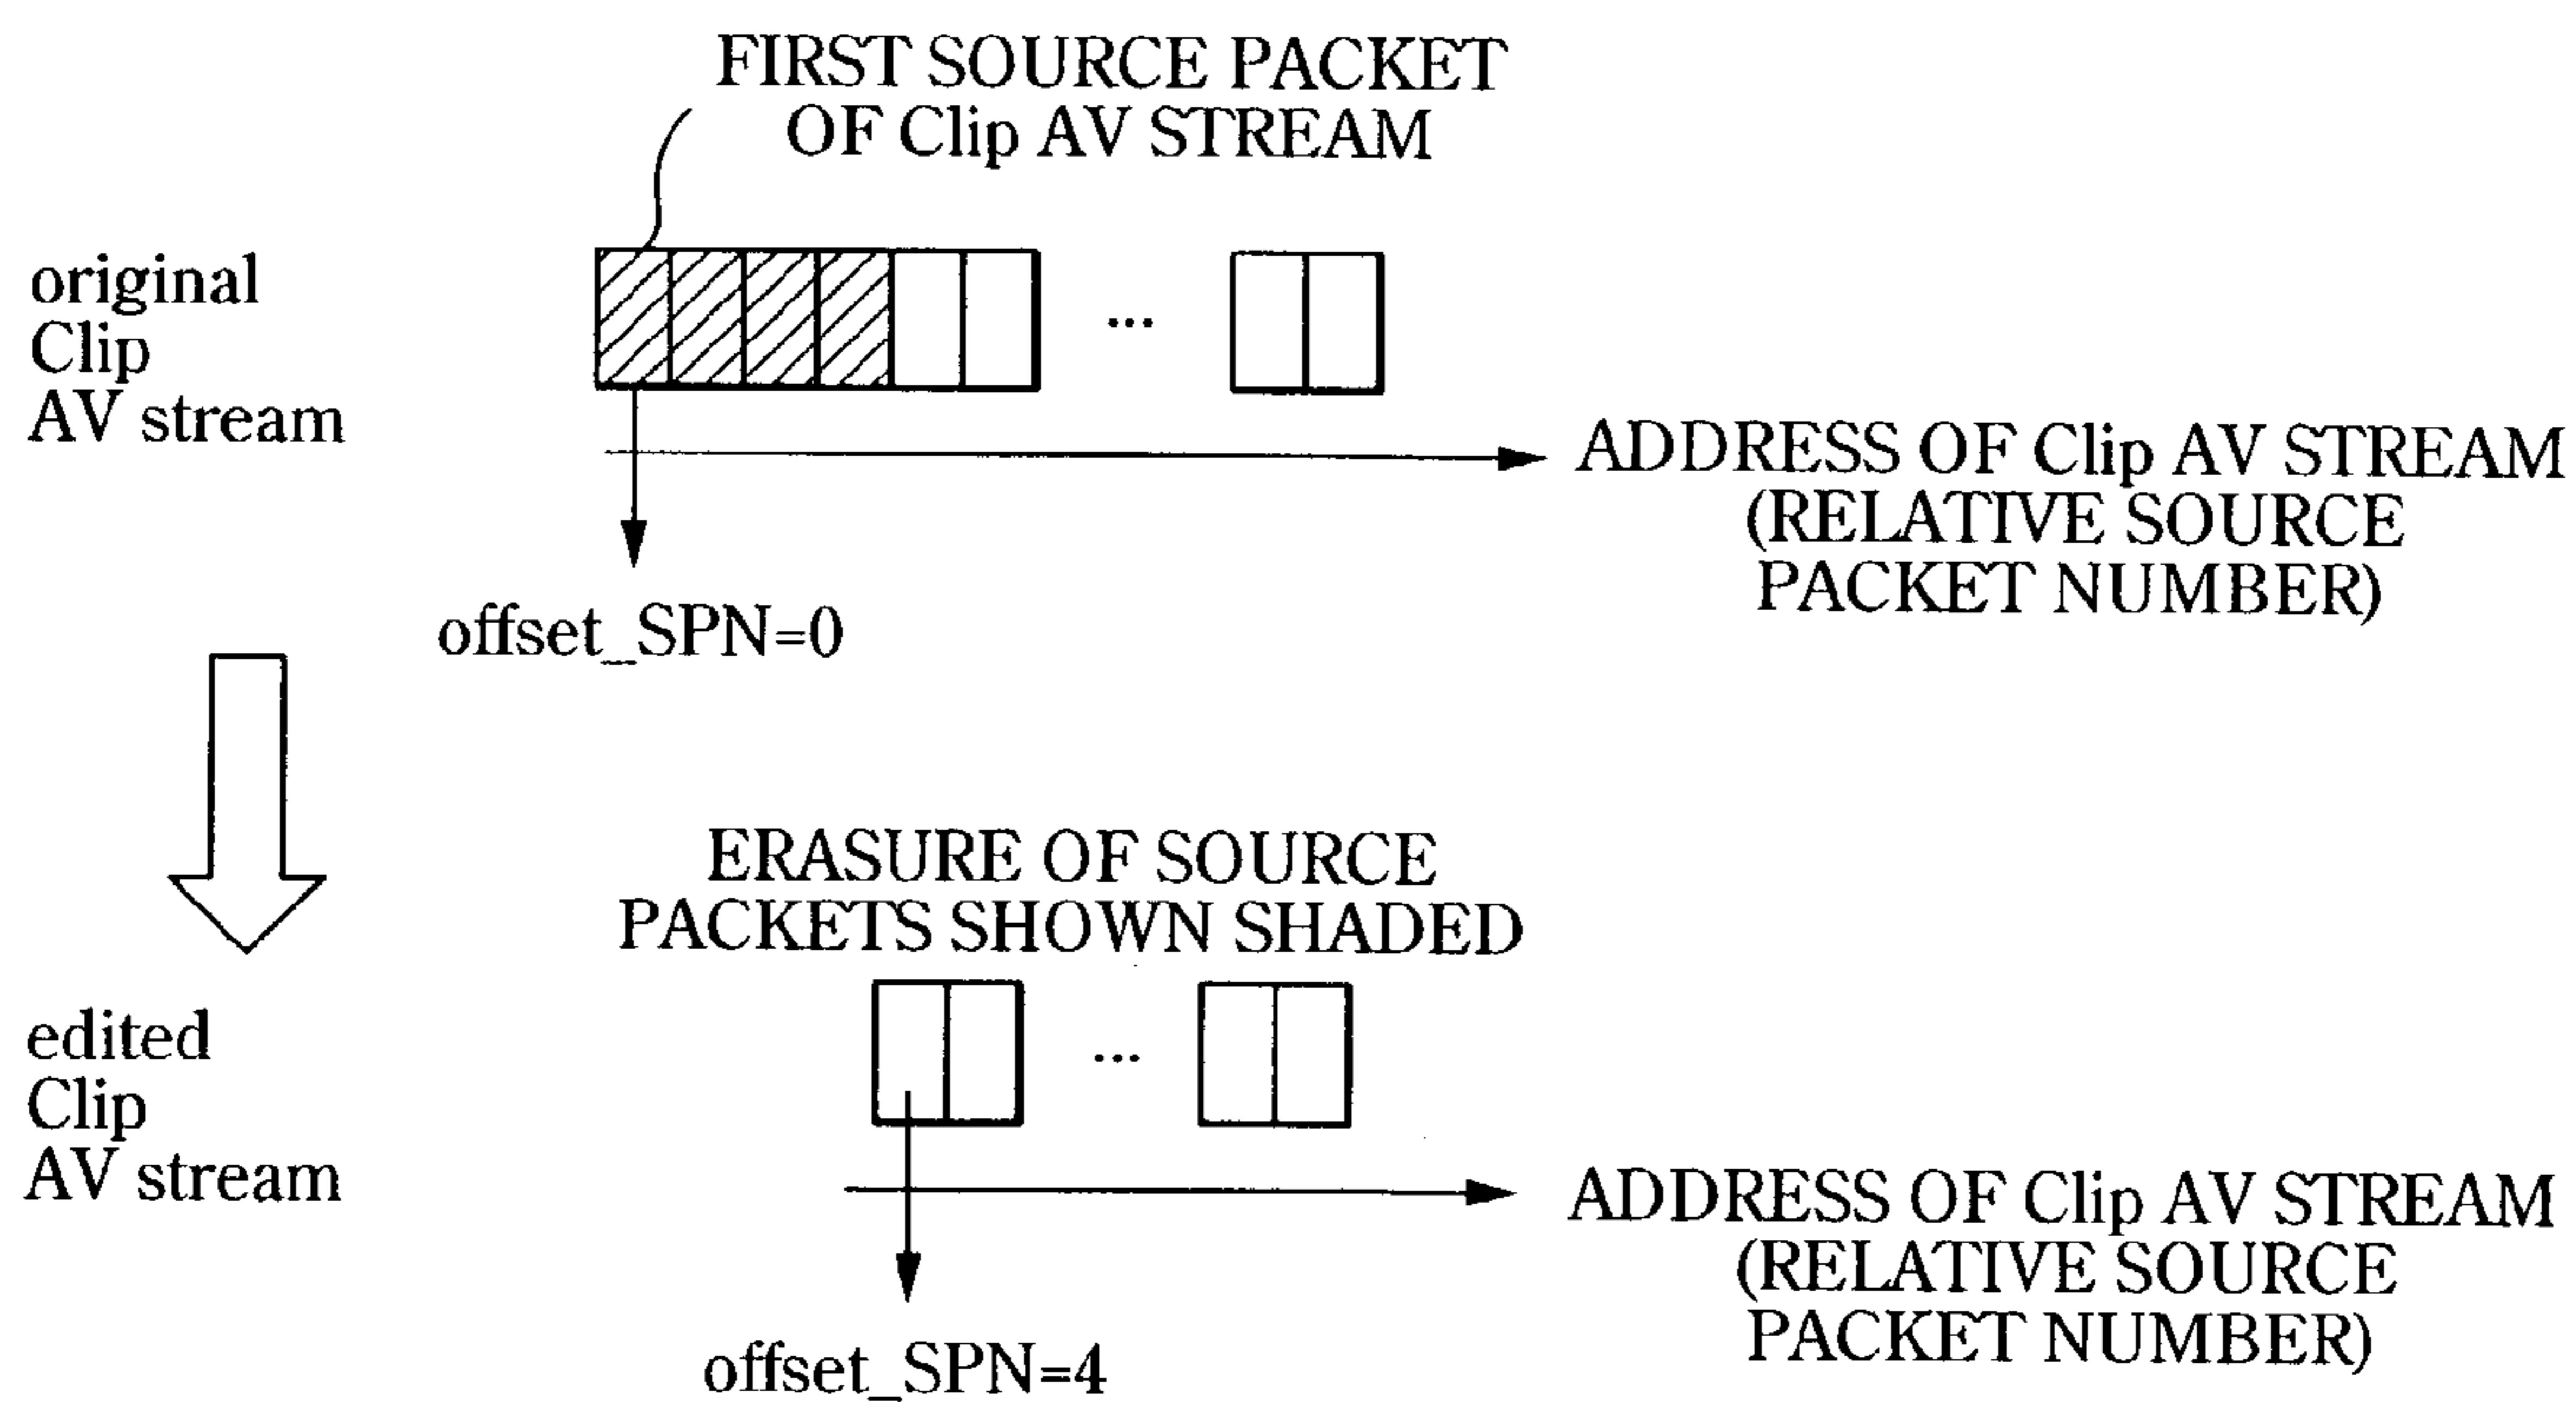 FIRST SOURCE PACKET
OF Clip AV STREAM
original
Clip
AV stream
...
ADDRESS OF Clip AV STREAM
(RELATIVE SOURCE
PACKET NUMBER)
offset_SPN=0
ERASURE OF SOURCE
PACKETS SHOWN SHADED
edited
Clip
AV stream
...
ADDRESS OF Clip AV STREAM
(RELATIVE SOURCE
PACKET NUMBER)
offset_SPN=4